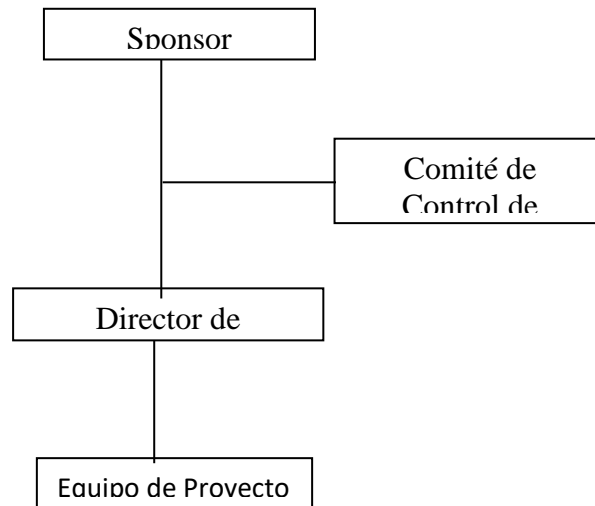 Sponsor
Comité de
Control de
Director de
Equipo de Proyecto